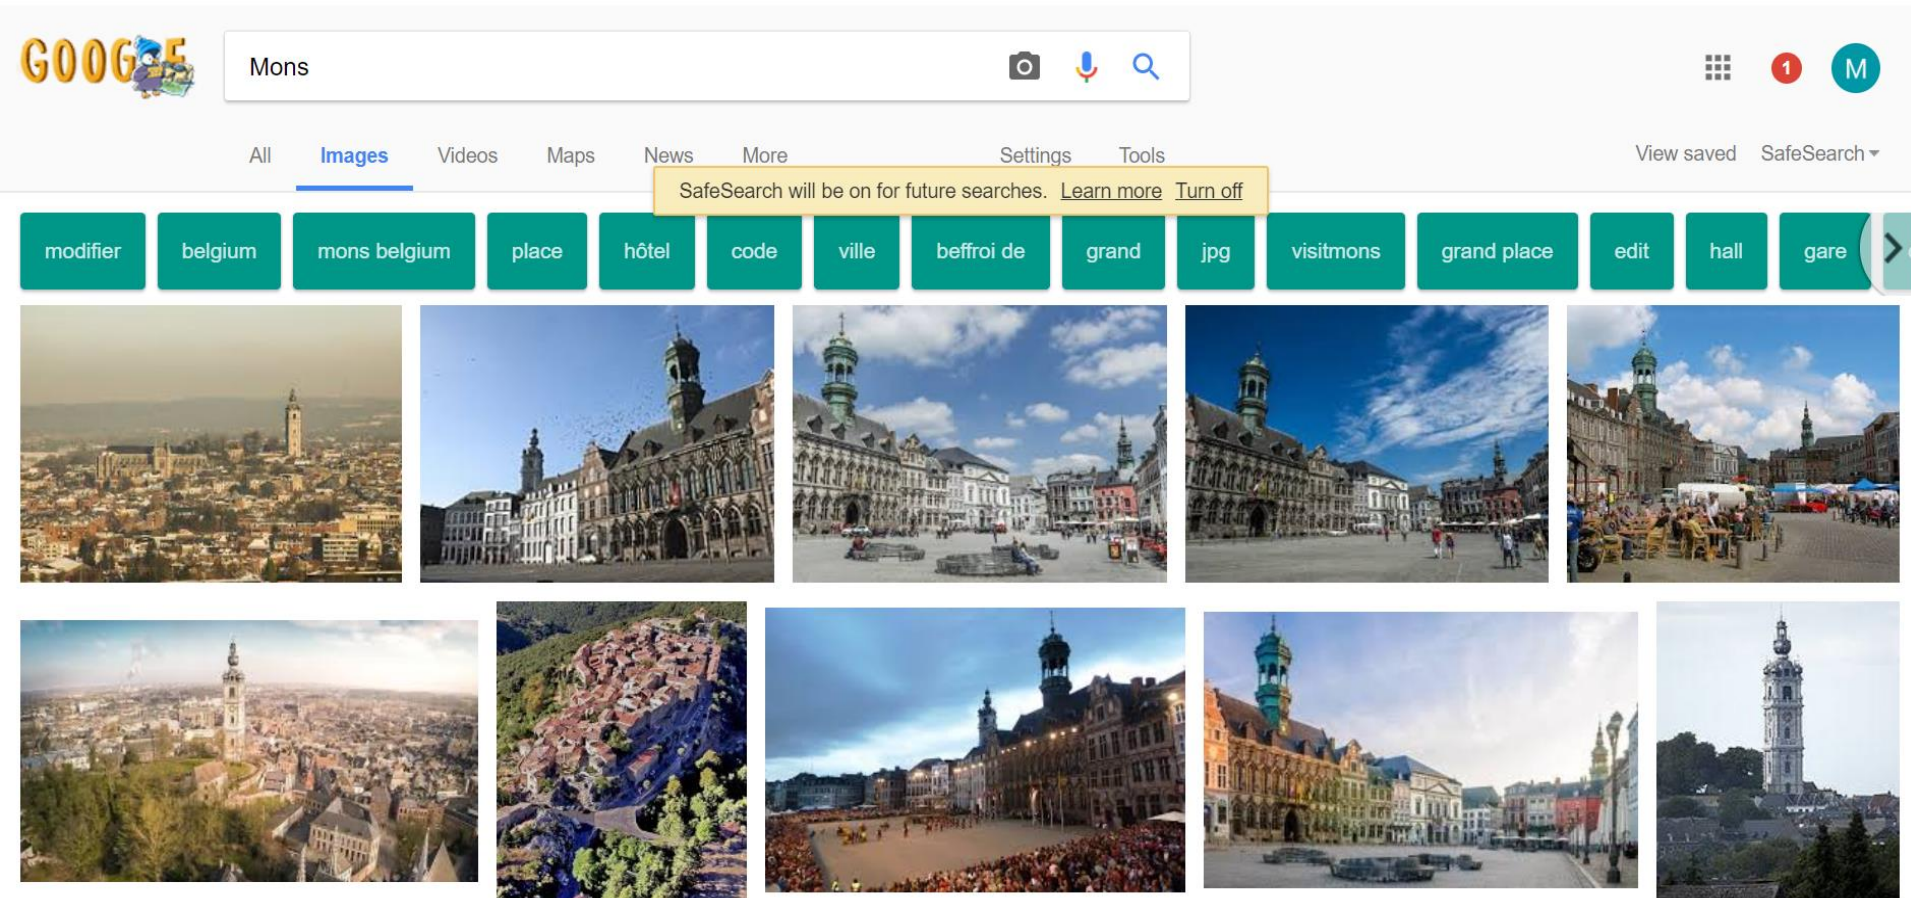 GOOGLE
Mons
1
M
All Images Videos Maps News More Settings Tools View saved SafeSearch
SafeSearch will be on for future searches. Learn more Turn off
modifier belgium mons belgium place hôtel code ville beffroi de grand jpg visitmons grand place edit hall gare